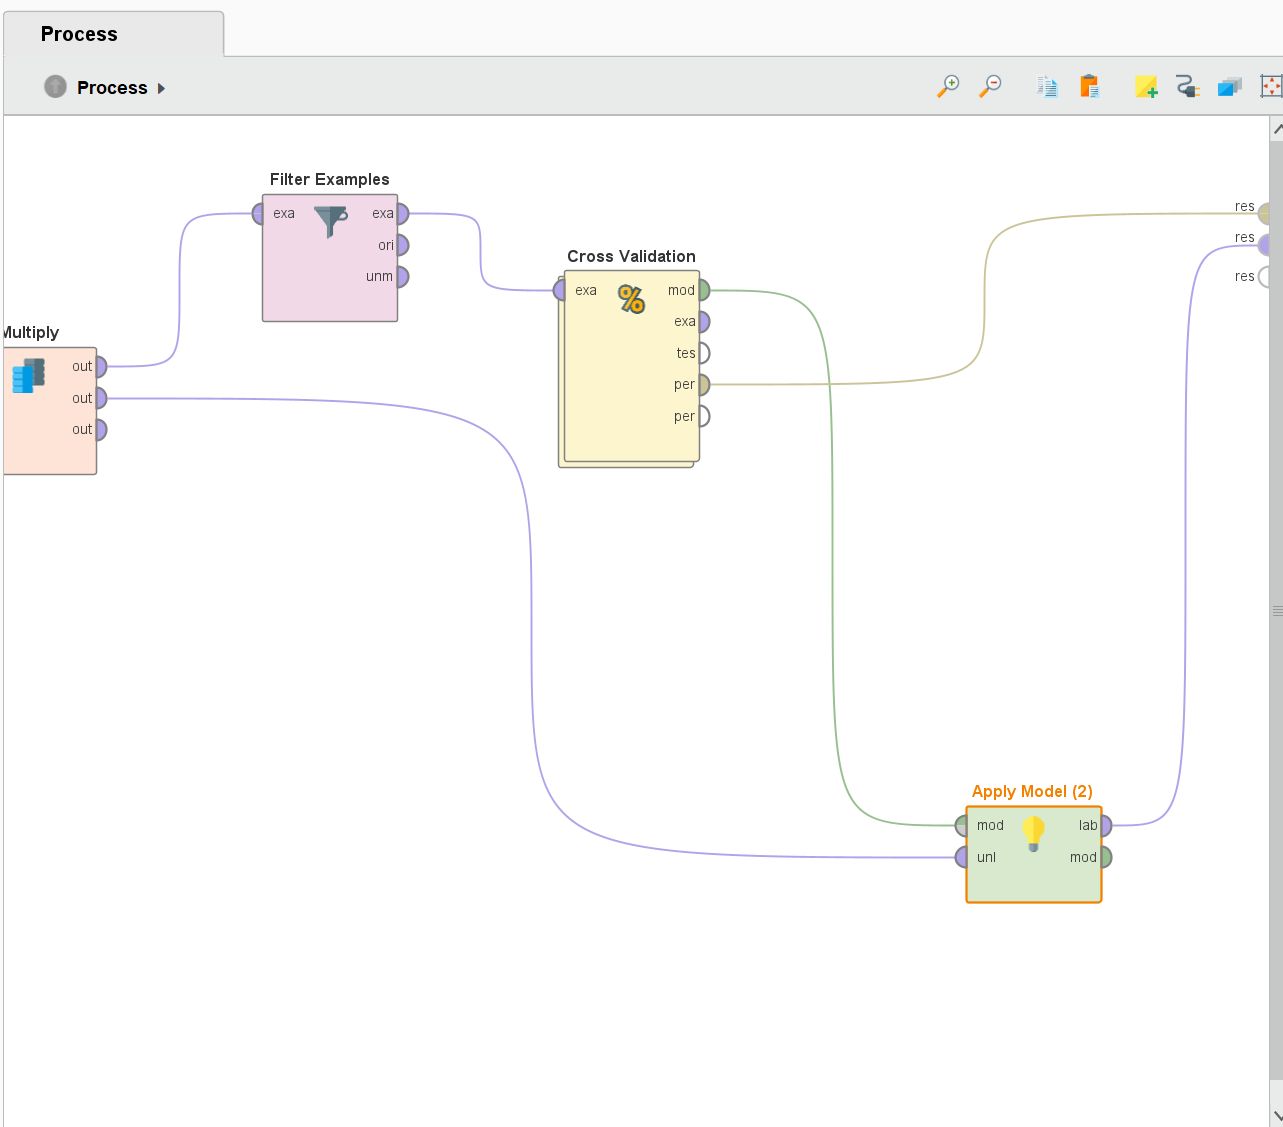 Process
Process
Filter Examples
exa exa
ori
unm
Cross Validation
exa mod
exa
tes
per
per
Multiply
out
out
out
res
res
res
Apply Model (2)
mod lab
unl mod